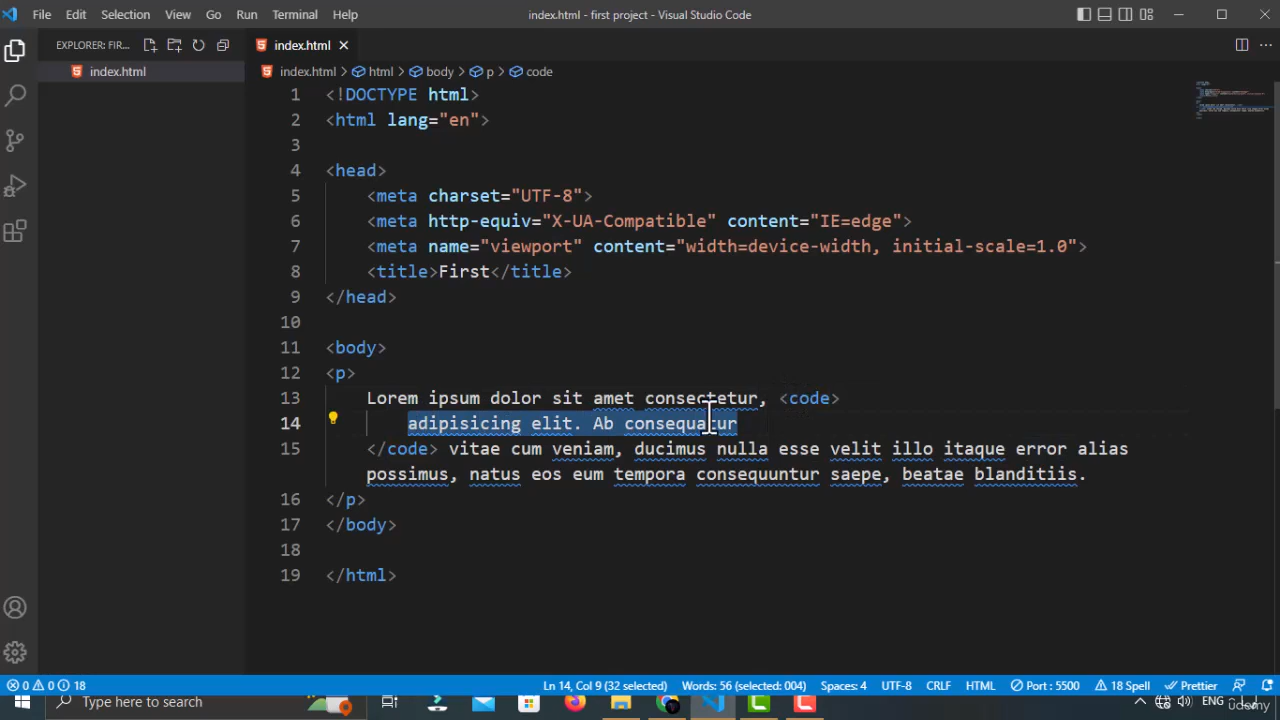 File Edit Selection View Go Run Terminal Help
index.html - first project - Visual Studio Code
EXPLORER: FIR...
index.html
index.html
index.html > html > body > p > code
1 <!DOCTYPE html>
2 <html lang="en">
3
4 <head>
5 <meta charset="UTF-8">
6 <meta http-equiv="X-UA-Compatible" content="IE=edge">
7 <meta name="viewport" content="width=device-width, initial-scale=1.0">
8 <title>First</title>
9 </head>
10
11 <body>
12 <p>
13 Lorem ipsum dolor sit amet consectetur, <code>
14 adipisicing elit. Ab consequatur
15 </code> vitae cum veniam, ducimus nulla esse velit illo itaque error alias
possimus, natus eos eum tempora consequuntur saepe, beatae blanditiis.
16 </p>
17 </body>
18
19 </html>
0 0 18 Ln 14, Col 9 (32 selected) Words: 56 (selected: 004) Spaces: 4 UTF-8 CRLF HTML Port : 5500 18 Spell Prettier
Type here to search
ENG
Udemy